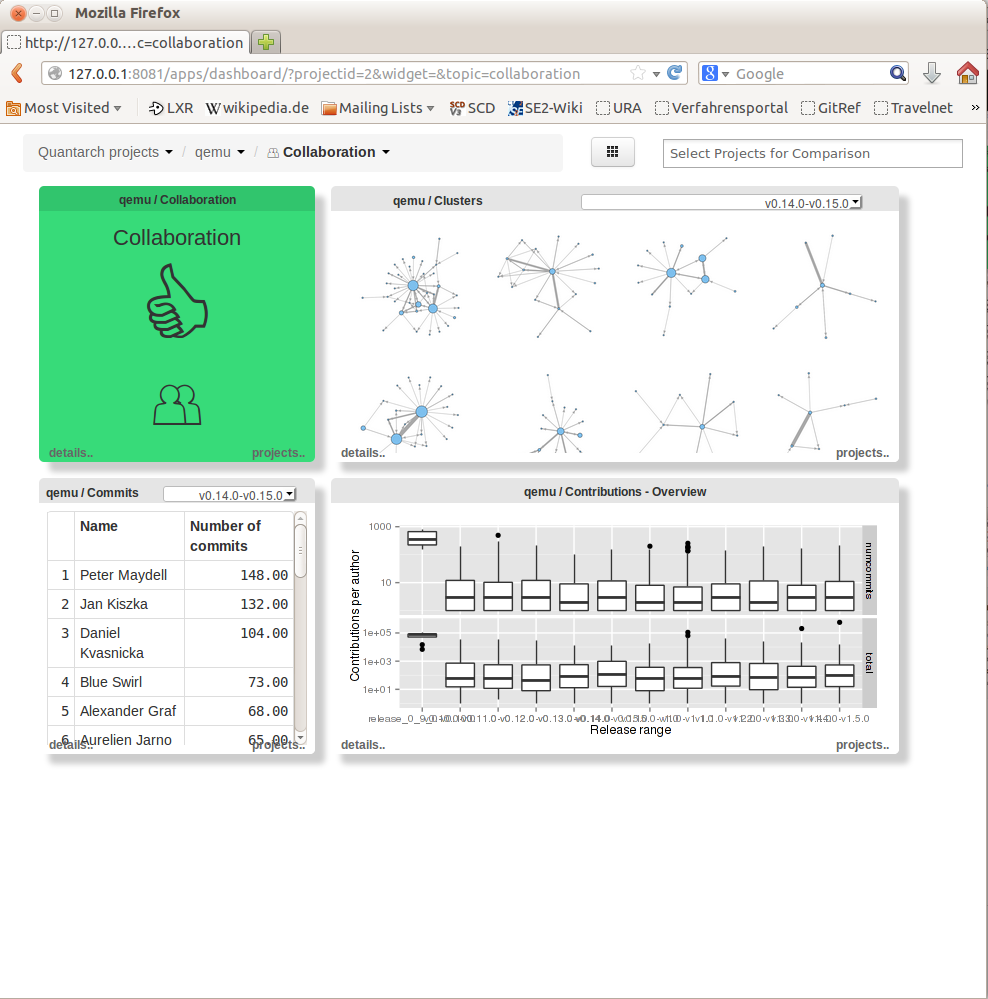 Mozilla Firefox
http://127.0.0.…c=collaboration
127.0.0.1:8081/apps/dashboard/?projectid=2&widget=&topic=collaboration
Google
Most Visited
LXR
Wwikipedia.de
Mailing Lists
SCD V3 SCD
SE2-Wiki
URA
Verfahrensportal
GitRef
Travelnet
»
Quantarch projects / qemu / Collaboration
Select Projects for Comparison
qemu / Collaboration
Collaboration
details..
projects..
qemu / Clusters
v0.14.0-v0.15.0
details..
projects..
qemu / Commits
v0.14.0-v0.15.0
Name Number of commits
1 Peter Maydell 148.00
2 Jan Kiszka 132.00
3 Daniel Kvasnicka 104.00
4 Blue Swirl 73.00
5 Alexander Graf 68.00
6 Aurelien Jarno 65.00
details..
projects..
qemu / Contributions - Overview
Contributions per author
1000
10
numcommits
1e+05
1e+03
1e+01
total
Release range
details..
projects..